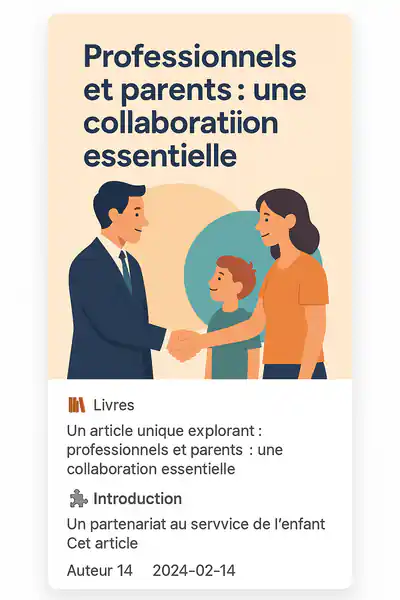 Professionnels
et parents : une
collaboratiion
essentielle
Livres
Un article unique explorant :
professionnels et parents : une
collaboration essentielle
Introduction
Un partenariat au servvice de l'enfant
Cet article
Auteur 14 2024-02-14